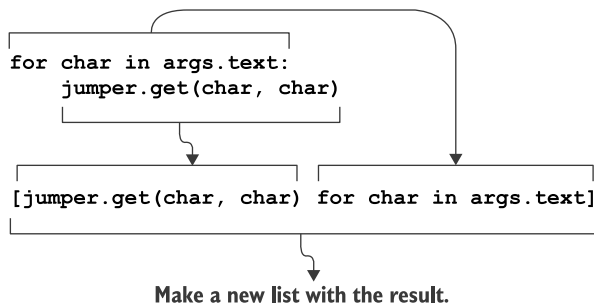 for char in args.text:
    jumper.get(char, char)
[jumper.get(char, char) for char in args.text]
Make a new list with the result.